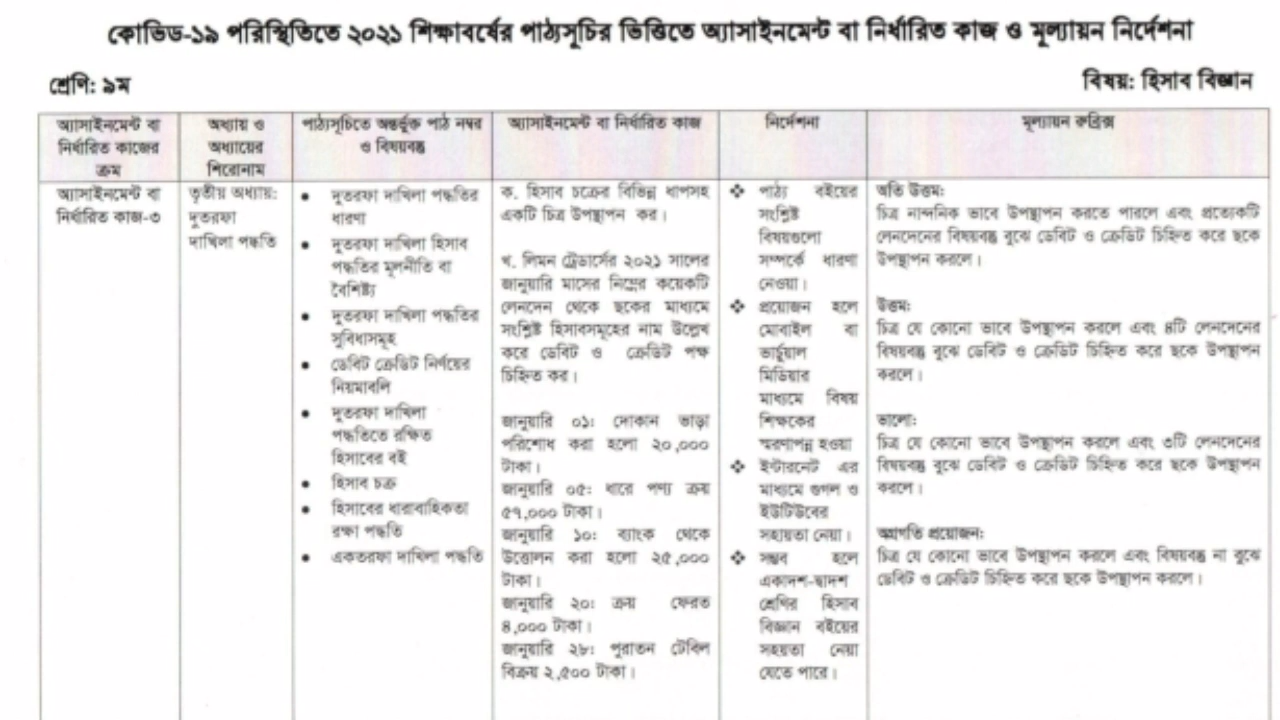 কোভিড-১৯ পরিস্থিতিতে ২০২১ শিক্ষাবর্ষের পাঠ্যসূচির ভিত্তিতে অ্যাসাইনমেন্ট বা নির্ধারিত কাজ ও মূল্যায়ন নির্দেশনা
শ্রেণি: ৯ম
বিষয়: হিসাব বিজ্ঞান
অ্যাসাইনমেন্ট বা
নির্ধারিত কাজের
ক্রম
অধ্যায় ও
অধ্যায়ের
শিরোনাম
পাঠ্যসূচিতে অন্তর্ভুক্ত পাঠ নম্বর
ও বিষয়বস্তু
অ্যাসাইনমেন্ট বা নির্ধারিত কাজ
নির্দেশনা
মূল্যায়ন রুব্রিক্স
অ্যাসাইনমেন্ট বা
নির্ধারিত কাজ-৩
তৃতীয় অধ্যায়:
দুতরফা
দাখিলা পদ্ধতি
• দুতরফা দাখিলা পদ্ধতির
ধারণা
• দুতরফা দাখিলা হিসাব
পদ্ধতির মূলনীতি বা
বৈশিষ্ট্য
• দুতরফা দাখিলা পদ্ধতির
সুবিধাসমূহ
• ডেবিট ক্রেডিট নির্ণয়ের
নিয়মাবলি
• দুতরফা দাখিলা
পদ্ধতিতে রক্ষিত
হিসাবের বই
• হিসাব চক্র
• হিসাবের ধারাবাহিকতা
রক্ষা পদ্ধতি
• একতরফা দাখিলা পদ্ধতি
ক. হিসাব চক্রের বিভিন্ন ধাপসহ
একটি চিত্র উপস্থাপন কর।
খ. লিমন ট্রেডার্সের ২০২১ সালের
জানুয়ারি মাসের নিম্নের কয়েকটি
লেনদেন থেকে ছকের মাধ্যমে
সংশ্লিষ্ট হিসাবসমূহের নাম উল্লেখ
করে ডেবিট ও ক্রেডিট পক্ষ
চিহ্নিত কর।
জানুয়ারি ০১: দোকান ভাড়া
পরিশোধ করা হলো ২০,০০০
টাকা।
জানুয়ারি ০৫: ধারে পণ্য ক্রয়
৫৭,০০০ টাকা।
জানুয়ারি ১০: ব্যাংক থেকে
উত্তোলন করা হলো ২৫,০০০
টাকা।
জানুয়ারি ২০: ক্রয় ফেরত
৪,০০০ টাকা।
জানুয়ারি ২৮: পুরাতন টেবিল
বিক্রয় ২,৫০০ টাকা।
❖ পাঠ্য বইয়ের
সংশ্লিষ্ট
বিষয়গুলো
সম্পর্কে ধারণা
নেওয়া।
❖ প্রয়োজন হলে
মোবাইল বা
ভার্চুয়াল
মিডিয়ার
মাধ্যমে বিষয়
শিক্ষকের
স্মরণাপন্ন হওয়া
❖ ইন্টারনেট এর
মাধ্যমে গুগল ও
ইউটিউবের
সহায়তা নেয়া।
❖ সম্ভব হলে
একাদশ-দ্বাদশ
শ্রেণির হিসাব
বিজ্ঞান বইয়ের
সহয়তা নেয়া
যেতে পারে।
অতি উত্তম:
চিত্র নান্দনিক ভাবে উপস্থাপন করতে পারলে এবং প্রত্যেকটি
লেনদেনের বিষয়বস্তু বুঝে ডেবিট ও ক্রেডিট চিহ্নিত করে ছকে
উপস্থাপন করলে।
উত্তম:
চিত্র যে কোনো ভাবে উপস্থাপন করলে এবং ৪টি লেনদেনের
বিষয়বস্তু বুঝে ডেবিট ও ক্রেডিট চিহ্নিত করে ছকে উপস্থাপন
করলে।
ভালো:
চিত্র যে কোনো ভাবে উপস্থাপন করলে এবং ৩টি লেনদেনের
বিষয়বস্তু বুঝে ডেবিট ও ক্রেডিট চিহ্নিত করে ছকে উপস্থাপন
করলে।
অগ্রগতি প্রয়োজন:
চিত্র যে কোনো ভাবে উপস্থাপন করলে এবং বিষয়বস্তু না বুঝে
ডেবিট ও ক্রেডিট চিহ্নিত করে ছকে উপস্থাপন করলে।